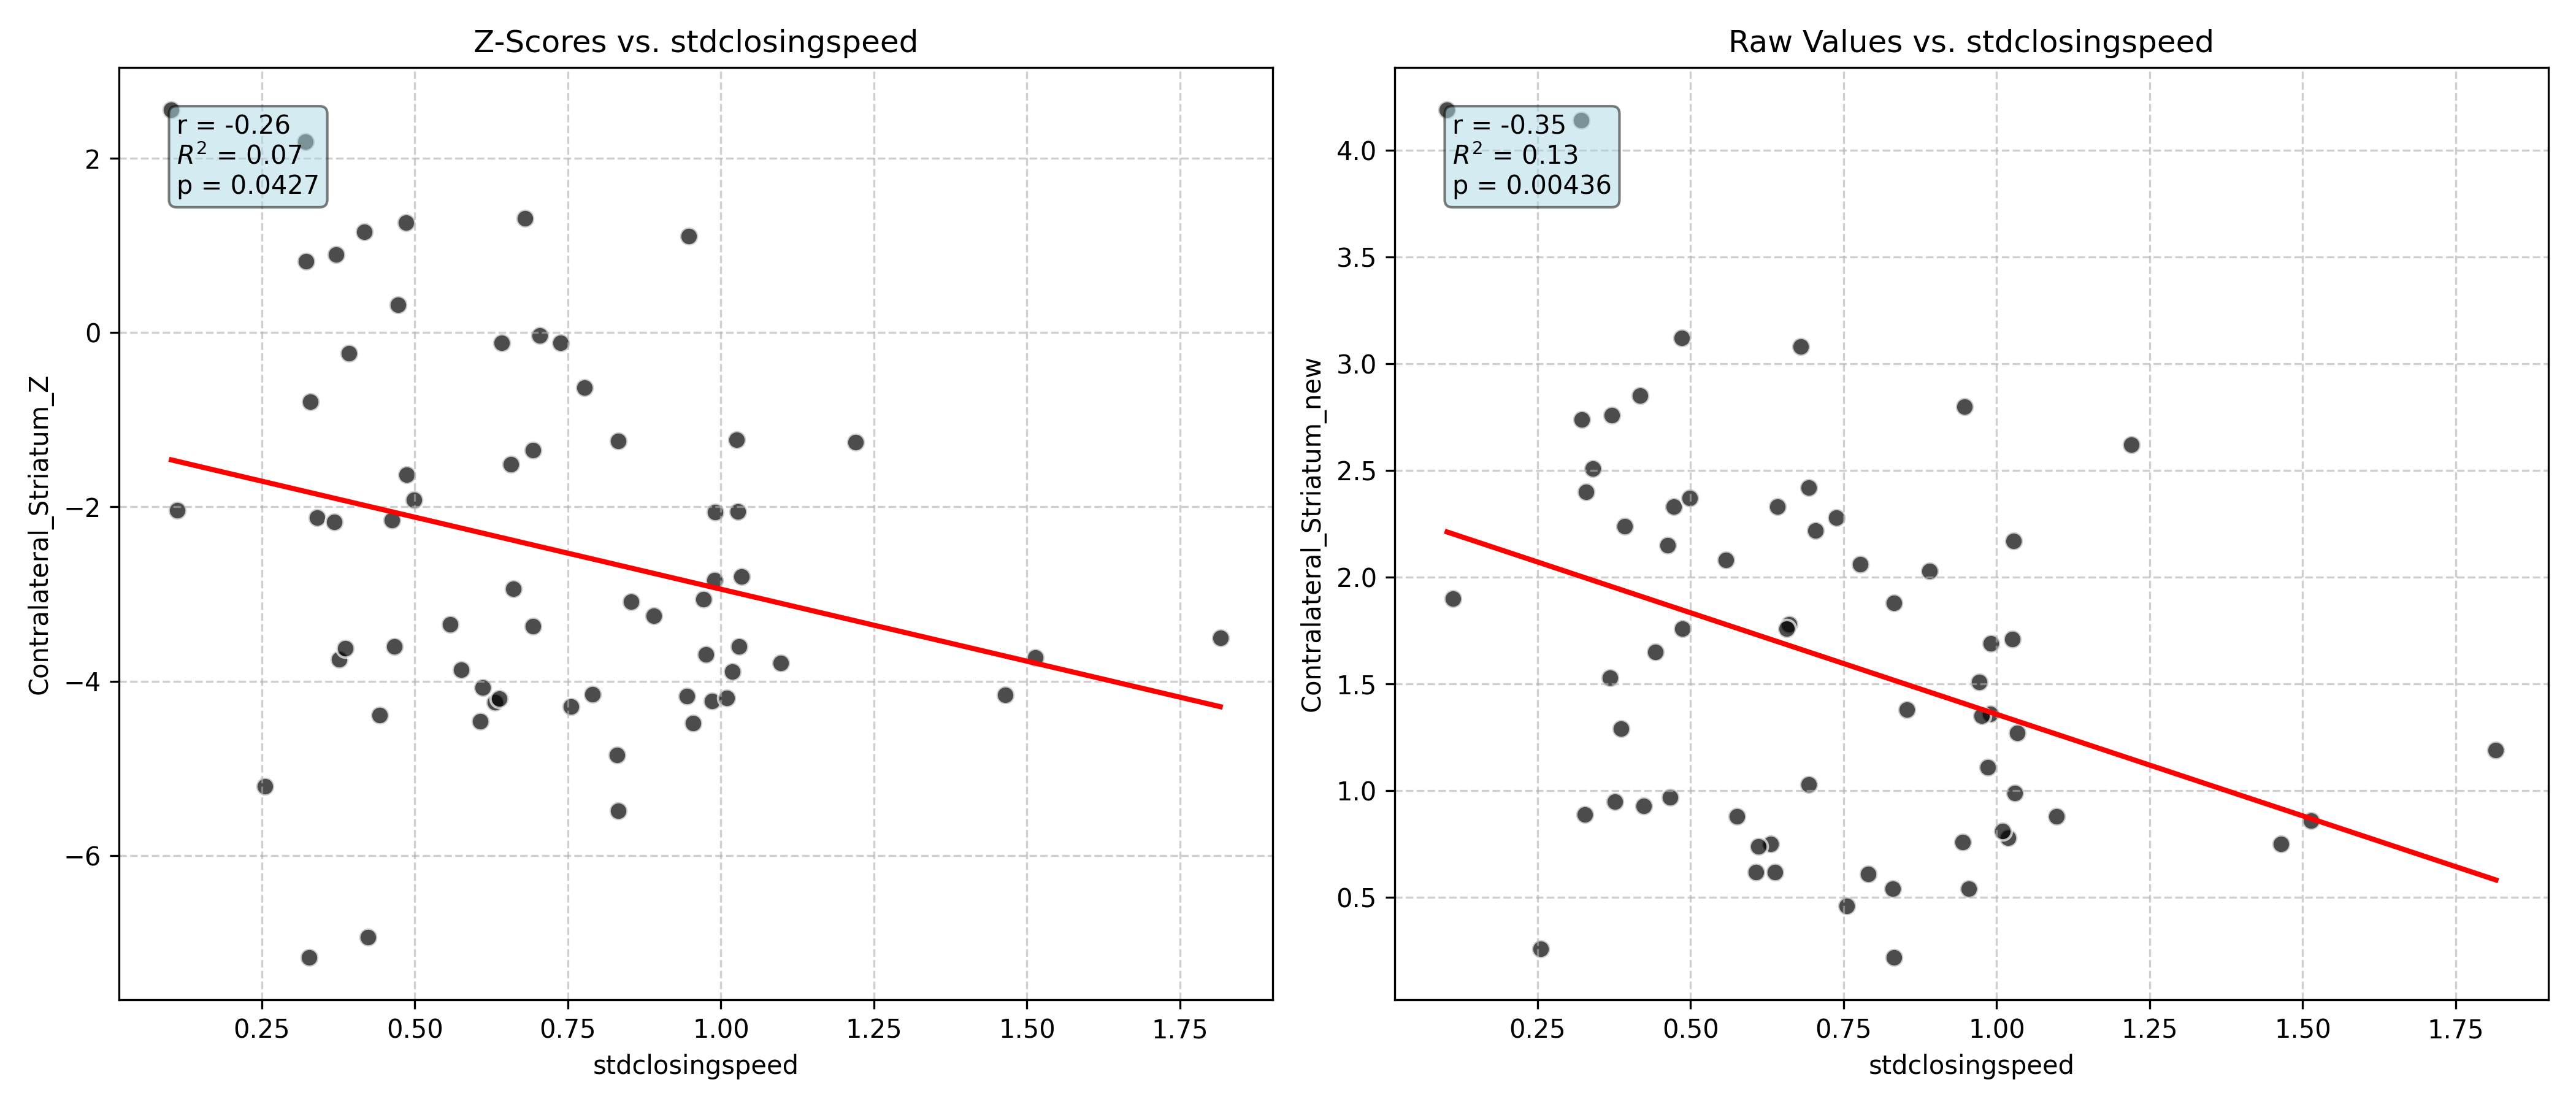 Z-Scores vs. stdclosingspeed
r = -0.26
R² = 0.07
p = 0.0427
2
0
−2
−4
−6
Contralateral_Striatum_Z
0.25 0.50 0.75 1.00 1.25 1.50 1.75
stdclosingspeed
Raw Values vs. stdclosingspeed
r = -0.35
R² = 0.13
p = 0.00436
4.0
3.5
3.0
2.5
2.0
1.5
1.0
0.5
Contralateral_Striatum_new
0.25 0.50 0.75 1.00 1.25 1.50 1.75
stdclosingspeed